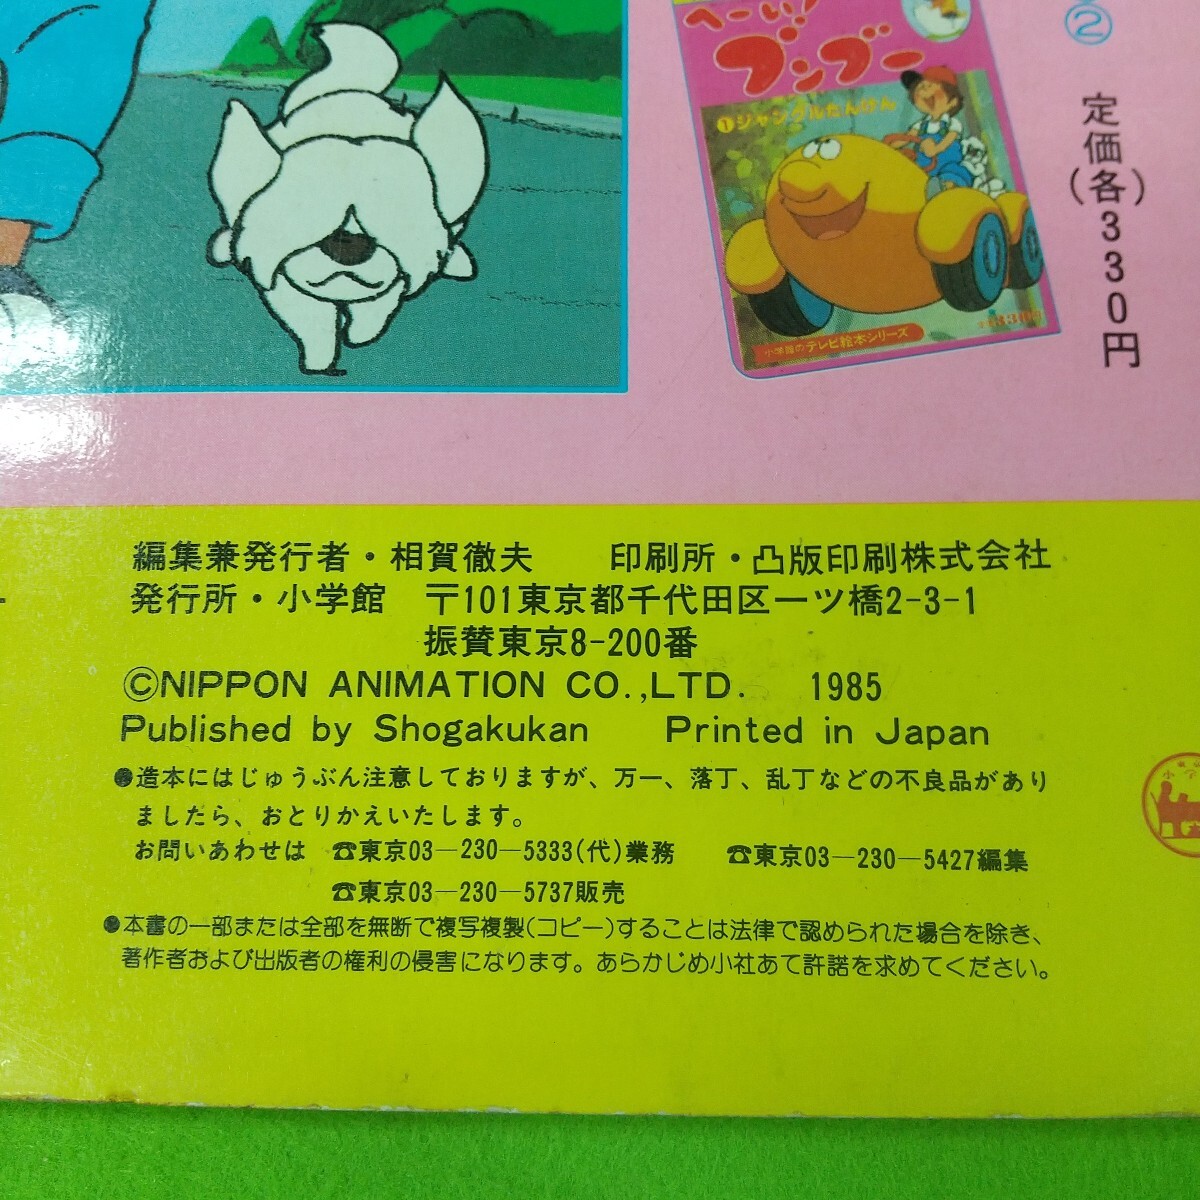 へーい!
ブンブー
①ジャングルたんけん
小学館のテレビ絵本シリーズ
②
定価(各)330円
編集兼発行者・相賀徹夫　印刷所・凸版印刷株式会社
発行所・小学館　〒101東京都千代田区一ツ橋2-3-1
振賛東京8-200番
©NIPPON ANIMATION CO.,LTD.　1985
Published by Shogakukan　Printed in Japan
●造本にはじゅうぶん注意しておりますが、万一、落丁、乱丁などの不良品があり
ましたら、おとりかえいたします。
お問いあわせは　☎東京03-230-5333(代)業務　☎東京03-230-5427編集
☎東京03-230-5737販売
●本書の一部または全部を無断で複写複製(コピー)することは法律で認められた場合を除き、
著作者および出版者の権利の侵害になります。あらかじめ小社あて許諾を求めてください。